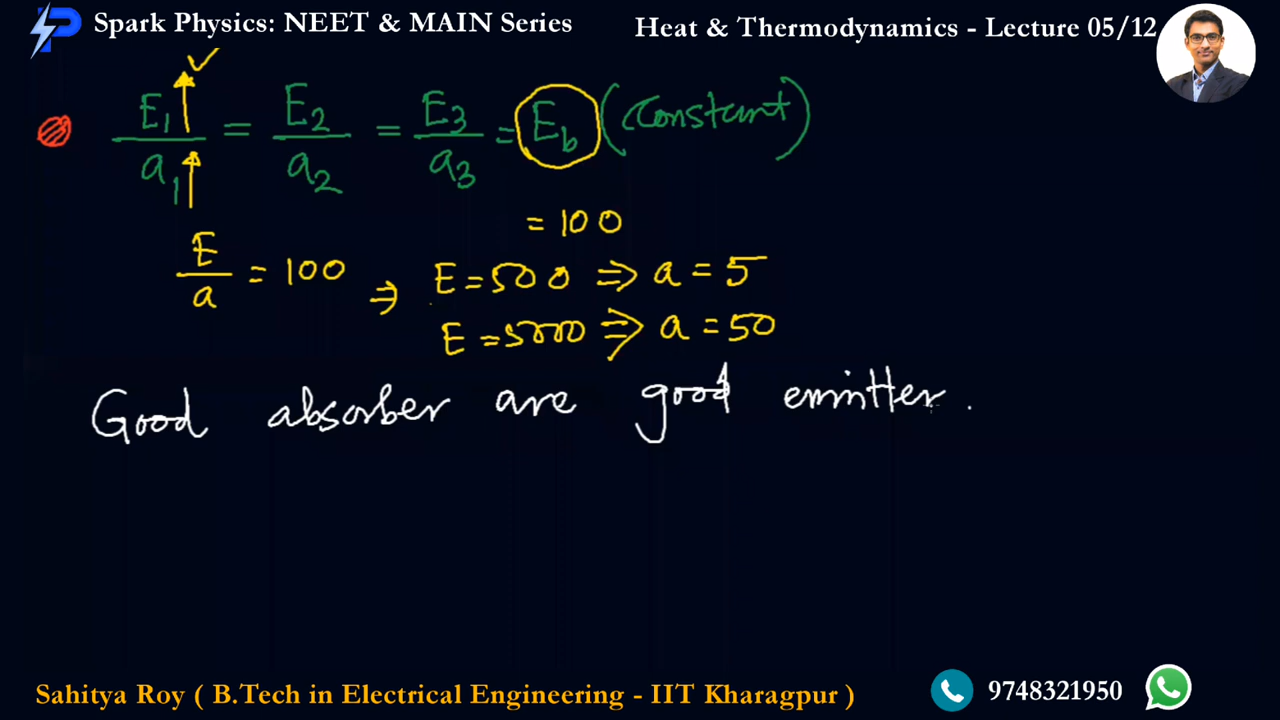 Spark Physics: NEET & MAIN Series
Heat & Thermodynamics - Lecture 05/12
E₁↑/a₁↑ = E₂/a₂ = E₃/a₃ = E_b (Constant)
= 100
E/a = 100 ⇒ E = 500 ⇒ a = 5
E = 5000 ⇒ a = 50
Good absorber are good emitter.
Sahitya Roy ( B.Tech in Electrical Engineering - IIT Kharagpur )
9748321950